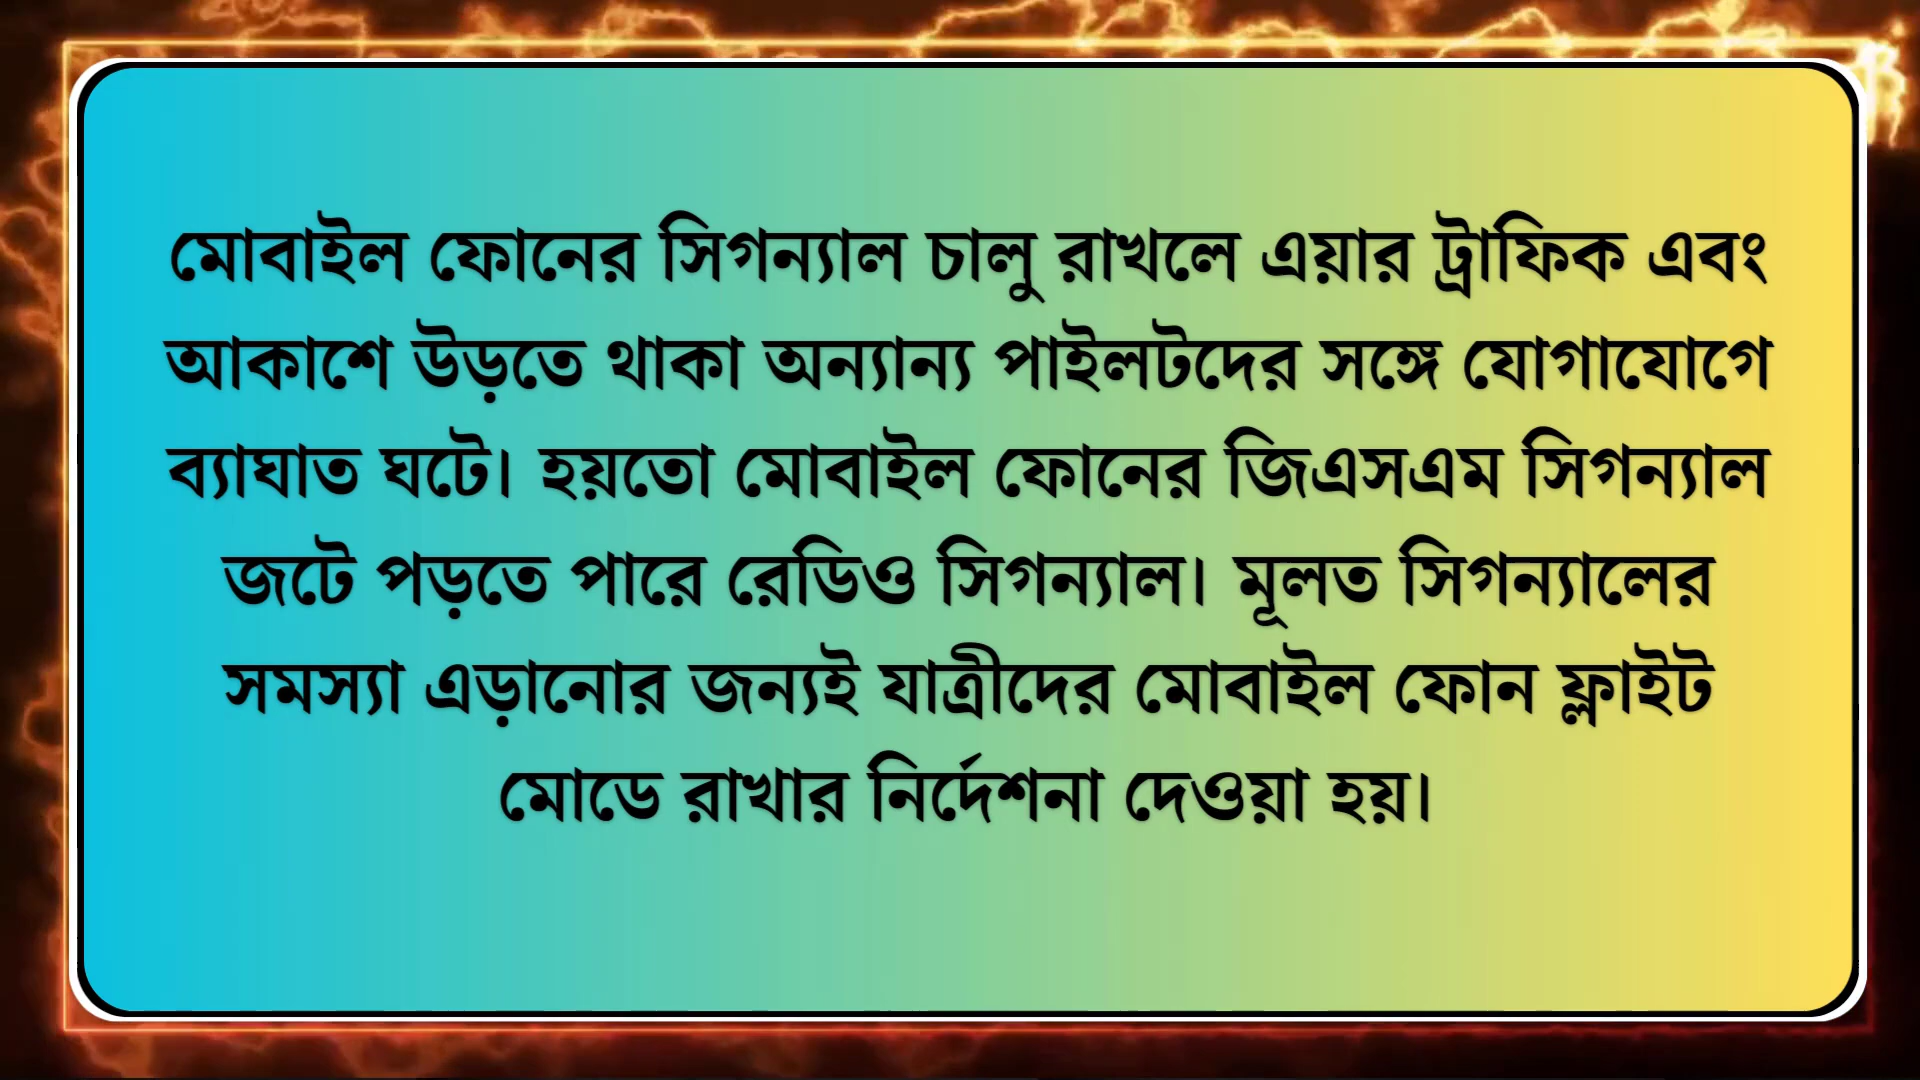 মোবাইল ফোনের সিগন্যাল চালু রাখলে এয়ার ট্রাফিক এবং
আকাশে উড়তে থাকা অন্যান্য পাইলটদের সঙ্গে যোগাযোগে
ব্যাঘাত ঘটে। হয়তো মোবাইল ফোনের জিএসএম সিগন্যাল
জটে পড়তে পারে রেডিও সিগন্যাল। মূলত সিগন্যালের
সমস্যা এড়ানোর জন্যই যাত্রীদের মোবাইল ফোন ফ্লাইট
মোডে রাখার নির্দেশনা দেওয়া হয়।